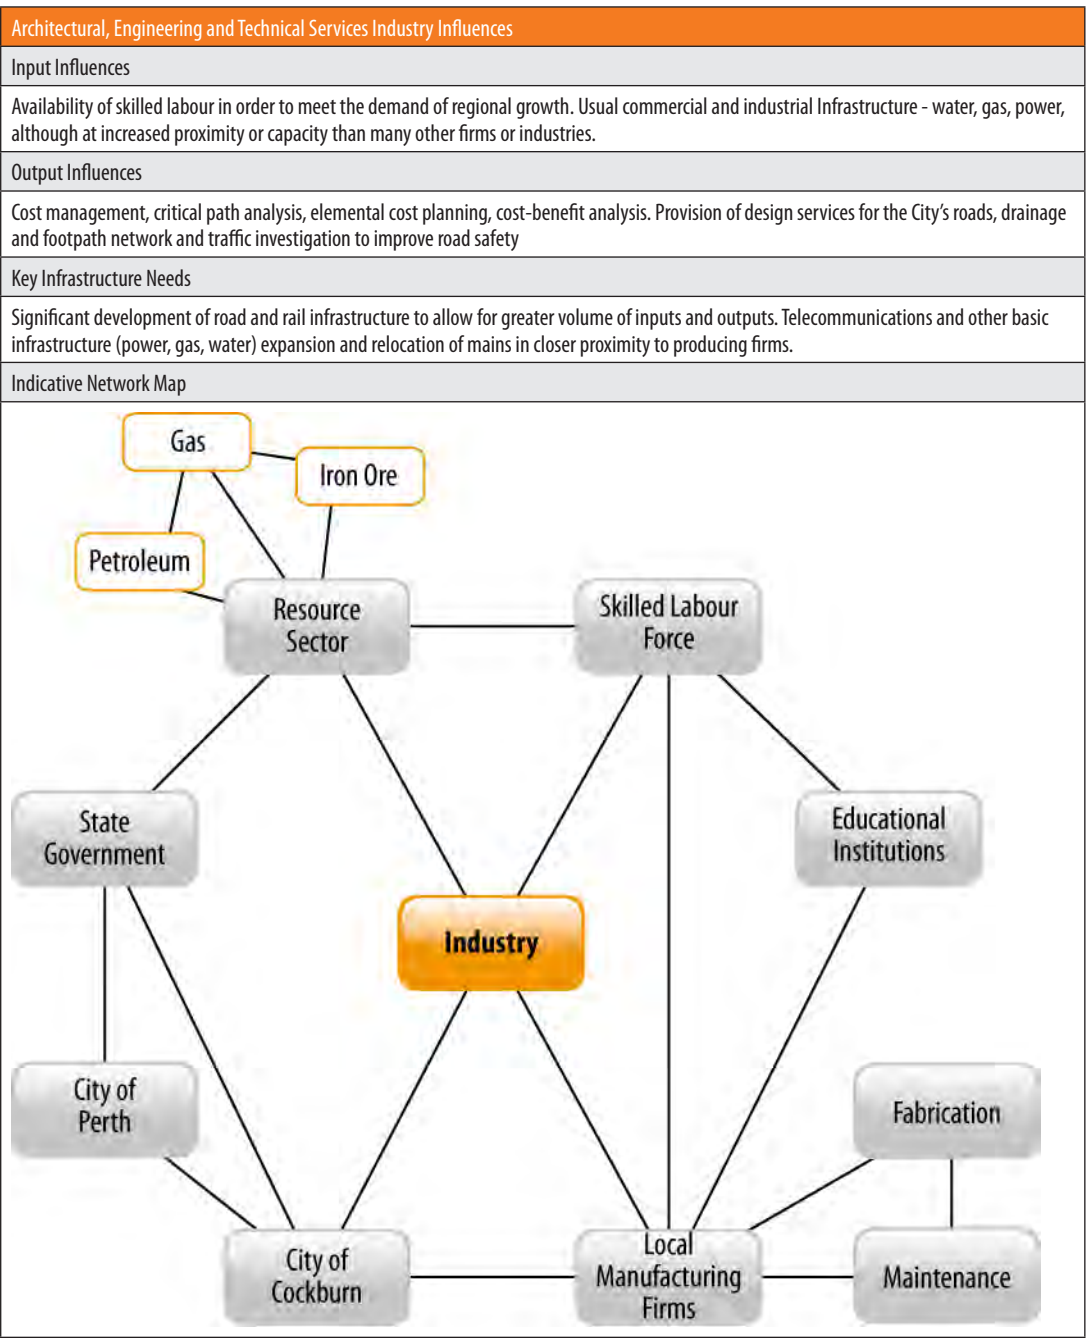 Architectural, Engineering and Technical Services Industry Influences
Input Influences
Availability of skilled labour in order to meet the demand of regional growth. Usual commercial and industrial Infrastructure - water, gas, power,
although at increased proximity or capacity than many other firms or industries.
Output Influences
Cost management, critical path analysis, elemental cost planning, cost-benefit analysis. Provision of design services for the City's roads, drainage
and footpath network and traffic investigation to improve road safety
Key Infrastructure Needs
Significant development of road and rail infrastructure to allow for greater volume of inputs and outputs. Telecommunications and other basic
infrastructure (power, gas, water) expansion and relocation of mains in closer proximity to producing firms.
Indicative Network Map
Gas
Iron Ore
Petroleum
Resource
Sector
Skilled Labour
Force
State
Government
Educational
Institutions
Industry
City of
Perth
Fabrication
City of
Cockburn
Local
Manufacturing
Firms
Maintenance